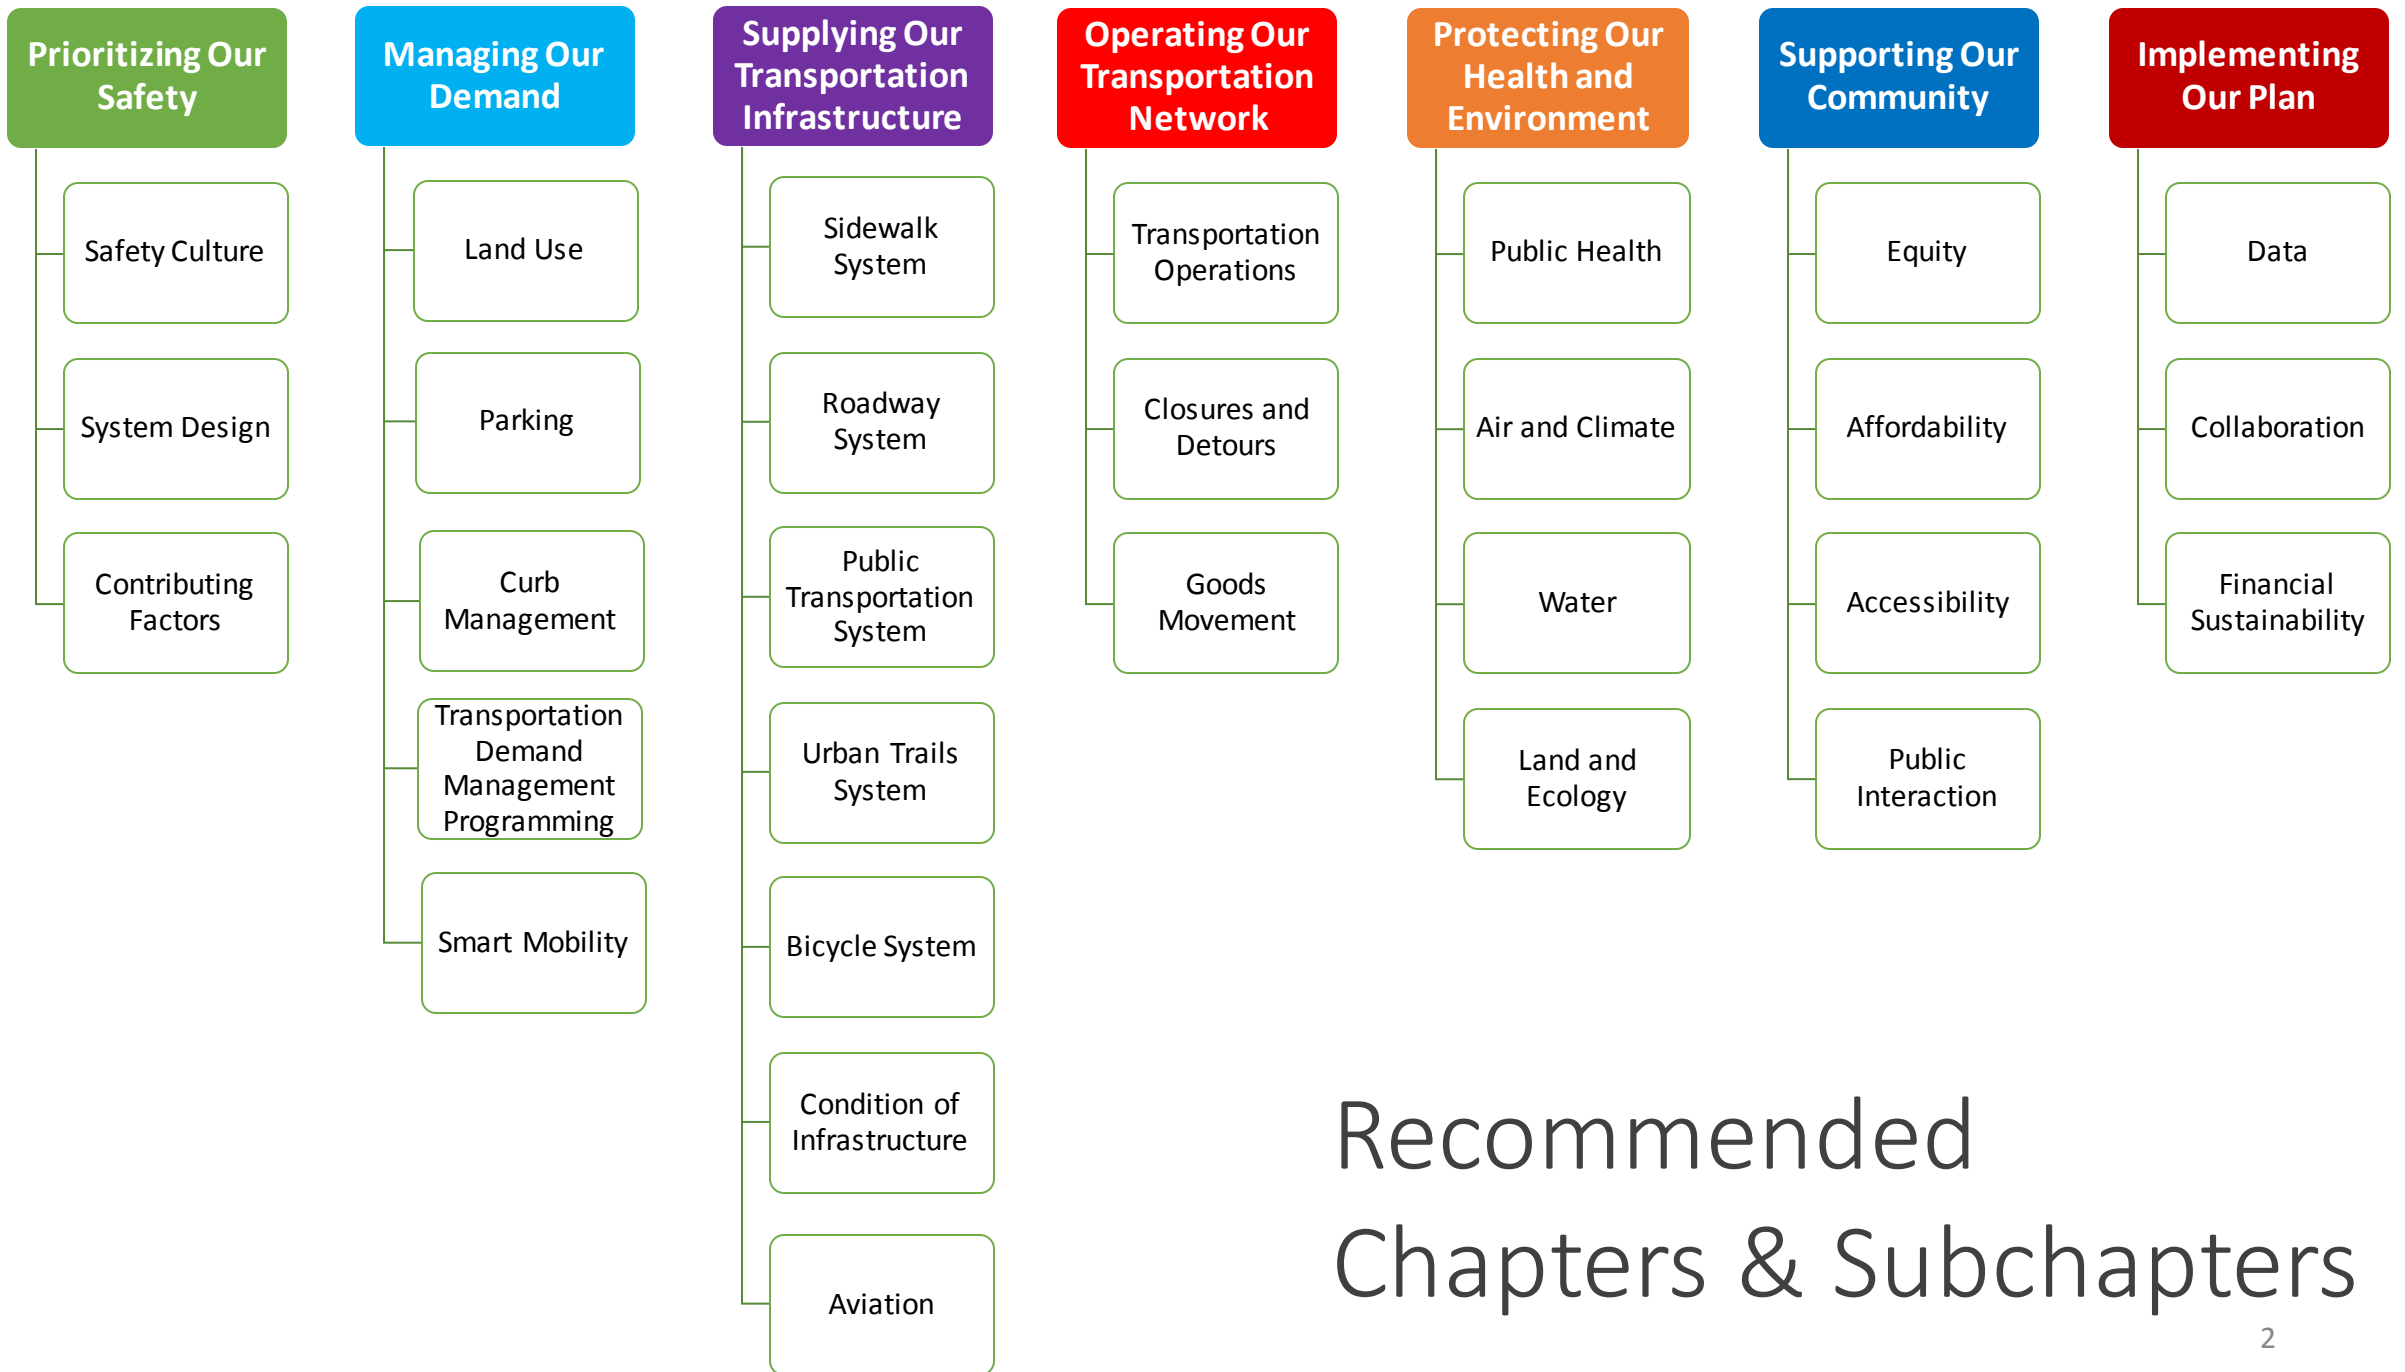 Prioritizing Our
Safety
Safety Culture
System Design
Contributing
Factors
Managing Our
Demand
Land Use
Parking
Curb
Management
Transportation
Demand
Management
Programming
Smart Mobility
Supplying Our
Transportation
Infrastructure
Sidewalk
System
Roadway
System
Public
Transportation
System
Urban Trails
System
Bicycle System
Condition of
Infrastructure
Aviation
Operating Our
Transportation
Network
Transportation
Operations
Closures and
Detours
Goods
Movement
Protecting Our
Health and
Environment
Public Health
Air and Climate
Water
Land and
Ecology
Supporting Our
Community
Equity
Affordability
Accessibility
Public
Interaction
Implementing
Our Plan
Data
Collaboration
Financial
Sustainability
Recommended
Chapters & Subchapters
2